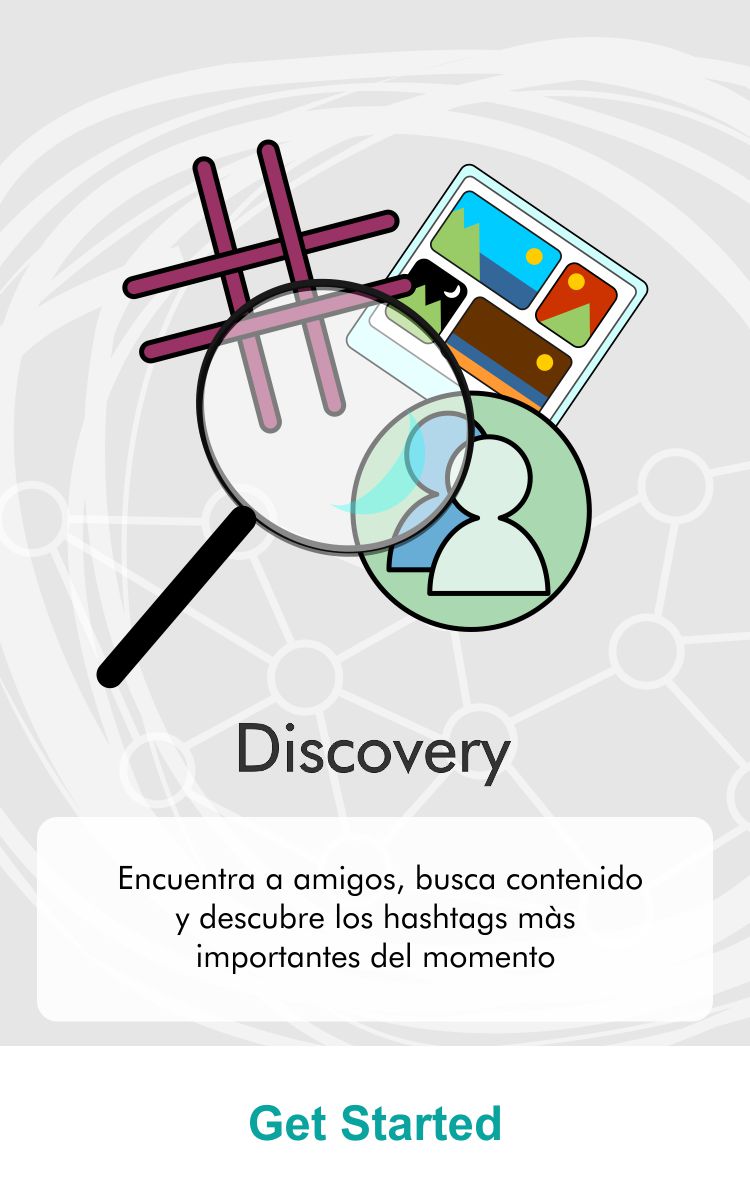 Discovery
Encuentra a amigos, busca contenido
y descubre los hashtags màs
importantes del momento
Get Started